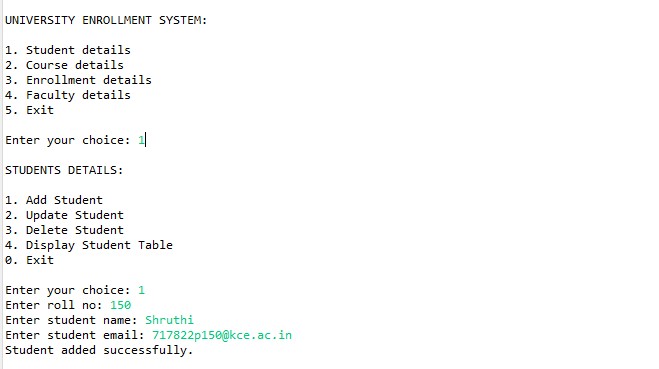 UNIVERSITY ENROLLMENT SYSTEM:
1. Student details
2. Course details
3. Enrollment details
4. Faculty details
5. Exit
Enter your choice: 1
STUDENTS DETAILS:
1. Add Student
2. Update Student
3. Delete Student
4. Display Student Table
0. Exit
Enter your choice: 1
Enter roll no: 150
Enter student name: Shruthi
Enter student email: 717822p150@kce.ac.in
Student added successfully.